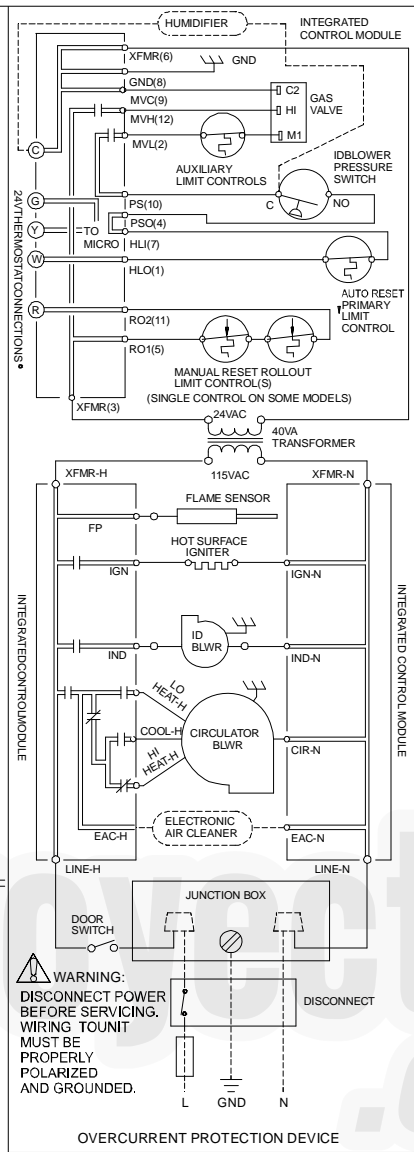 HUMIDIFIER
INTEGRATED
CONTROL MODULE
XFMR(6)
GND
GND(8)
MVC(9)
C2
GAS
VALVE
MVH(12)
HI
MVL(2)
M1
AUXILIARY
LIMIT CONTROLS
IDBLOWER
PRESSURE
SWITCH
C
G
Y
W
R
24VTHERMOSTATCONNECTIONS
TO
MICRO
C
NO
PS(10)
PSO(4)
HLI(7)
HLO(1)
AUTO RESET
PRIMARY
LIMIT
CONTROL
RO2(11)
RO1(5)
MANUAL RESET ROLLOUT
LIMIT CONTROL(S)
(SINGLE CONTROL ON SOME MODELS)
XFMR(3)
24VAC
40VA
TRANSFORMER
115VAC
XFMR-H
XFMR-N
FLAME SENSOR
FP
HOT SURFACE
IGNITER
IGN
IGN-N
INTEGRATEDCONTROLMODULE
INTEGRATED CONTROL MODULE
ID
BLWR
IND
IND-N
LO
HEAT-H
COOL-H
HI
HEAT-H
CIRCULATOR
BLWR
CIR-N
ELECTRONIC
AIR CLEANER
EAC-H
EAC-N
LINE-H
LINE-N
JUNCTION BOX
DOOR
SWITCH
WARNING:
DISCONNECT POWER
BEFORE SERVICING.
WIRING TOUNIT
MUST BE
PROPERLY
POLARIZED
AND GROUNDED.
DISCONNECT
L
GND
N
OVERCURRENT PROTECTION DEVICE